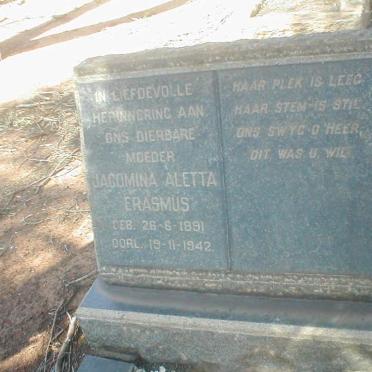 IN LIEFDEVOLLE
HERINNERING AAN
ONS DIERBARE
MOEDER
JACOMINA ALETTA
ERASMUS
GEB. 26-6-1891
OORL. 19-11-1942.
HAAR PLEK IS LEEG
HAAR STEM IS STIL
ONS SWYG O HEER,
DIT WAS U WIL